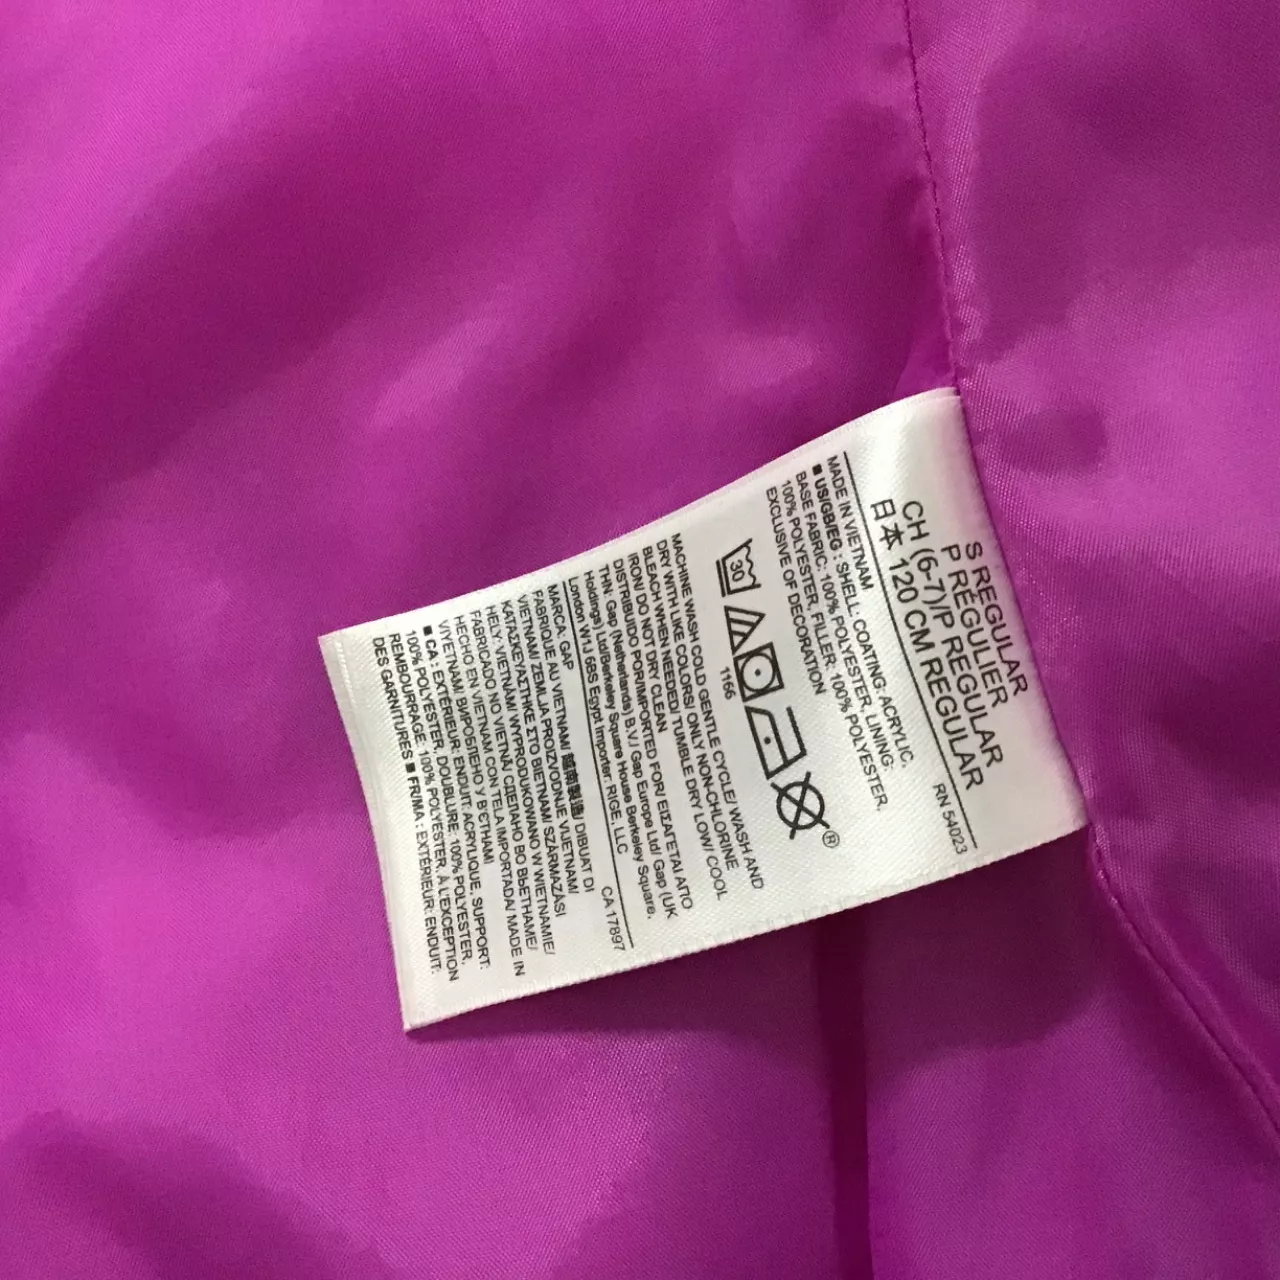 S REGULAR
P RÉGULIER
CH (6-7)/P REGULAR
日本 120 CM REGULAR
RN 54023
MADE IN VIETNAM
■ US/GB/EG : SHELL: COATING: ACRYLIC,
BASE FABRIC: 100% POLYESTER, LINING:
100% POLYESTER, FILLER: 100% POLYESTER,
EXCLUSIVE OF DECORATION
30
®
1166
MACHINE WASH COLD GENTLE CYCLE/ WASH AND
DRY WITH LIKE COLORS/ ONLY NON-CHLORINE
BLEACH WHEN NEEDED/ TUMBLE DRY LOW/ COOL
IRON/ DO NOT DRY CLEAN
DISTRIBUIDO POR/IMPORTED FOR/ ΕΙΣΑΓΕΤΑΙ ΑΠΟ
ΤΗΝ: Gap (Netherlands) B.V./ Gap Europe Ltd/ Gap (UK
Holdings) Ltd/Berkeley Square House Berkeley Square,
London W1J 6BS Egypt Importer: RIGE, LLC
CA 17897
MARCA: GAP
FABRIQUÉ AU VIETNAM/ 越南製造/ DIBUAT DI
VIETNAM/ ZEMLJA PROIZVODNJE VIJETNAM/
ΚΑΤΑΣΚΕΥΑΣΤΗΚΕ ΣΤΟ ΒΙΕΤΝΑΜ/ SZÁRMAZÁSI
HELY: VIETNÁM/ WYPRODUKOWANO W WIETNAMIE/
FABRICADO NO VIETNÃ/ СДЕЛАНО ВО ВЬЕТНАМЕ/
HECHO EN VIETNAM CON TELA IMPORTADA/ MADE IN
VIYETNAM/ ВИРОБЛЕНО У В'ЄТНАМІ
■ CA : EXTÉRIEUR: ENDUIT: ACRYLIQUE, SUPPORT:
100% POLYESTER, DOUBLURE: 100% POLYESTER,
REMBOURRAGE: 100% POLYESTER, À L'EXCEPTION
DES GARNITURES ■ FR/MA : EXTÉRIEUR: ENDUIT: